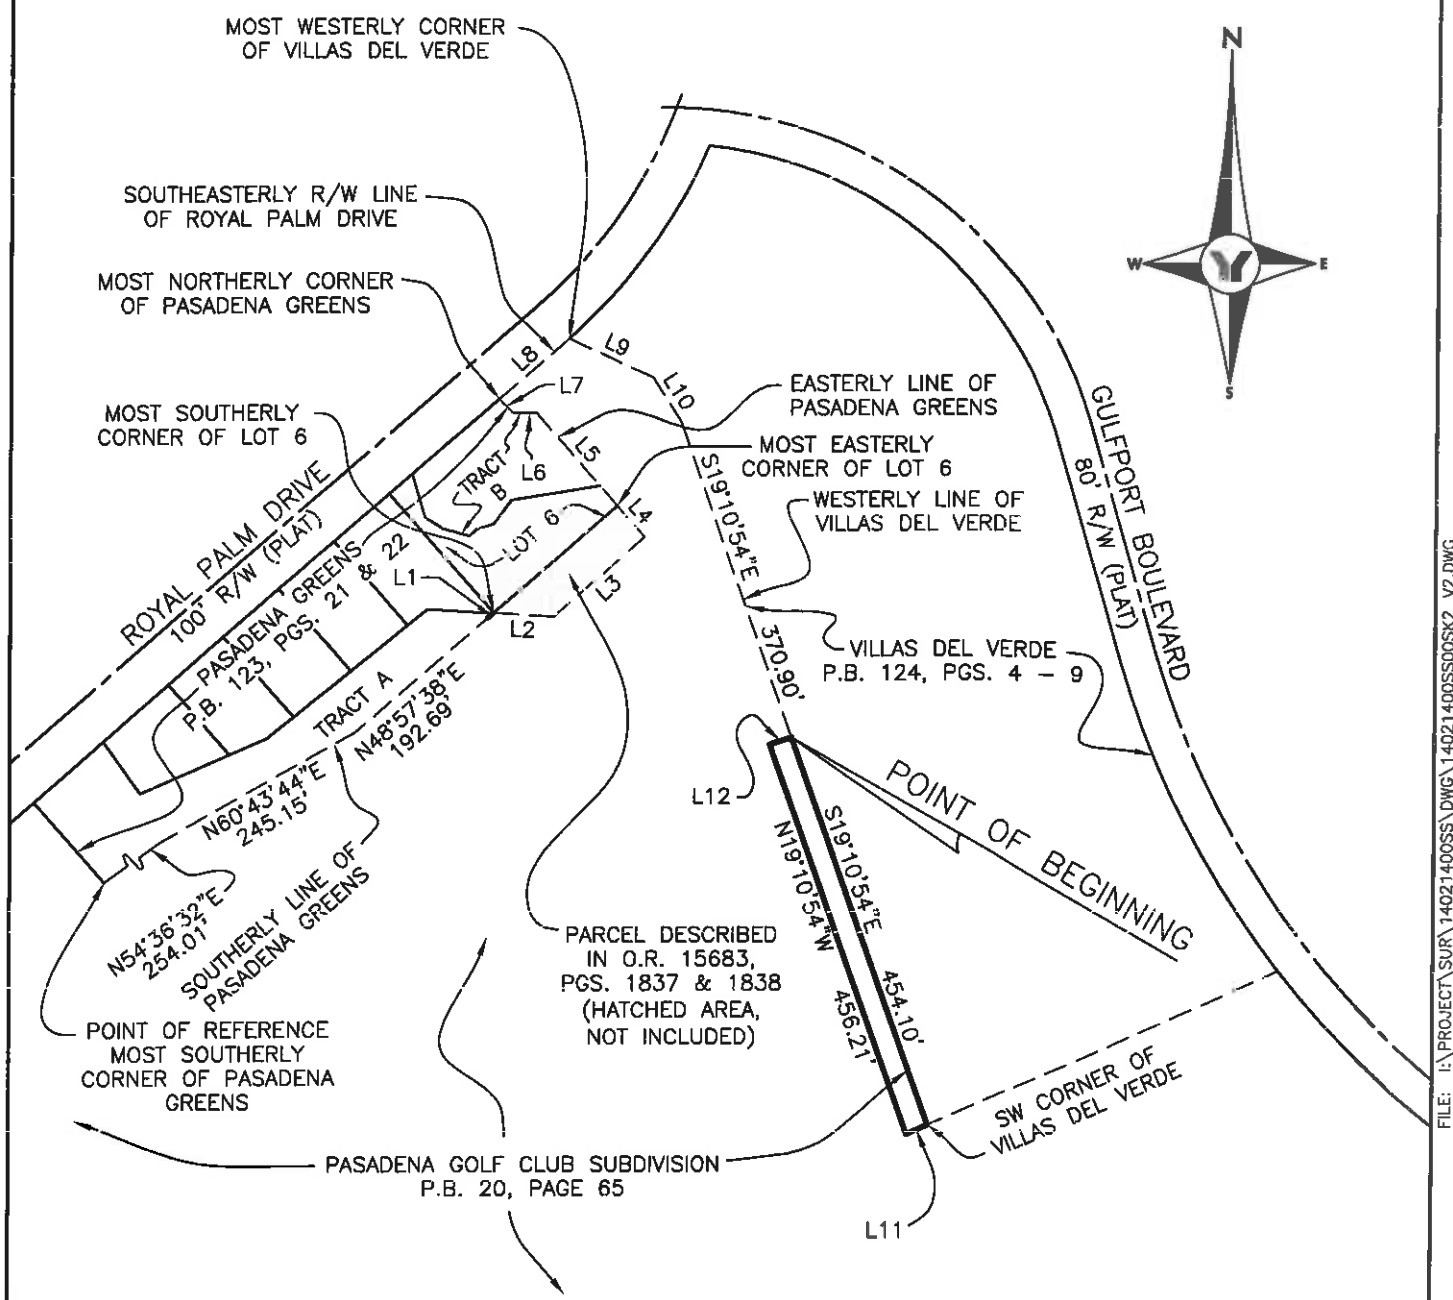 MOST WESTERLY CORNER
OF VILLAS DEL VERDE
N
W
E
S
SOUTHEASTERLY R/W LINE
OF ROYAL PALM DRIVE
MOST NORTHERLY CORNER
OF PASADENA GREENS
L8
L9
L7
L10
EASTERLY LINE OF
PASADENA GREENS
MOST SOUTHERLY
CORNER OF LOT 6
L5
L6
MOST EASTERLY
CORNER OF LOT 6
TRACT
B
S19°10'54"E
370.90'
WESTERLY LINE OF
VILLAS DEL VERDE
GULFPORT BOULEVARD
80' R/W (PLAT)
ROYAL PALM DRIVE
100' R/W (PLAT)
LOT 6
L4
L3
L1
L2
PASADENA GREENS
P.B. 123, PGS. 21 & 22
VILLAS DEL VERDE
P.B. 124, PGS. 4 – 9
TRACT A
N48°57'38"E
192.69'
N60°43'44"E
245.15'
L12
POINT OF BEGINNING
S19°10'54"E
454.10'
N19°10'54"W
456.21'
N54°36'32"E
254.01'
SOUTHERLY LINE OF
PASADENA GREENS
PARCEL DESCRIBED
IN O.R. 15683,
PGS. 1837 & 1838
(HATCHED AREA,
NOT INCLUDED)
POINT OF REFERENCE
MOST SOUTHERLY
CORNER OF PASADENA
GREENS
SW CORNER OF
VILLAS DEL VERDE
PASADENA GOLF CLUB SUBDIVISION
P.B. 20, PAGE 65
L11
FILE: I:\PROJECT\SUR\14021400SS\DWG\14021400SS00SK2_V2.DWG